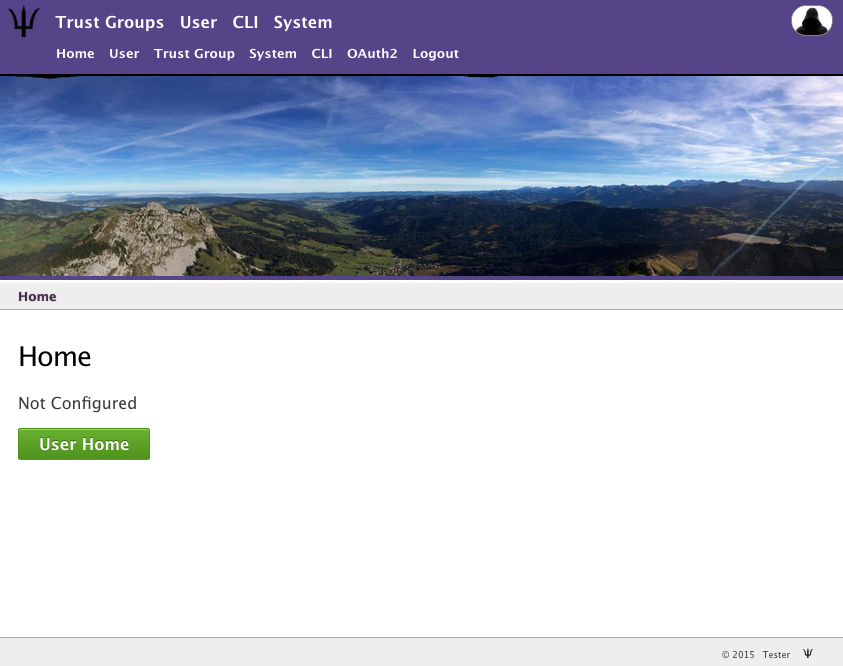 Trust Groups User CLI System
Home User Trust Group System CLI OAuth2 Logout
Home
Home
Not Configured
User Home
© 2015 Tester